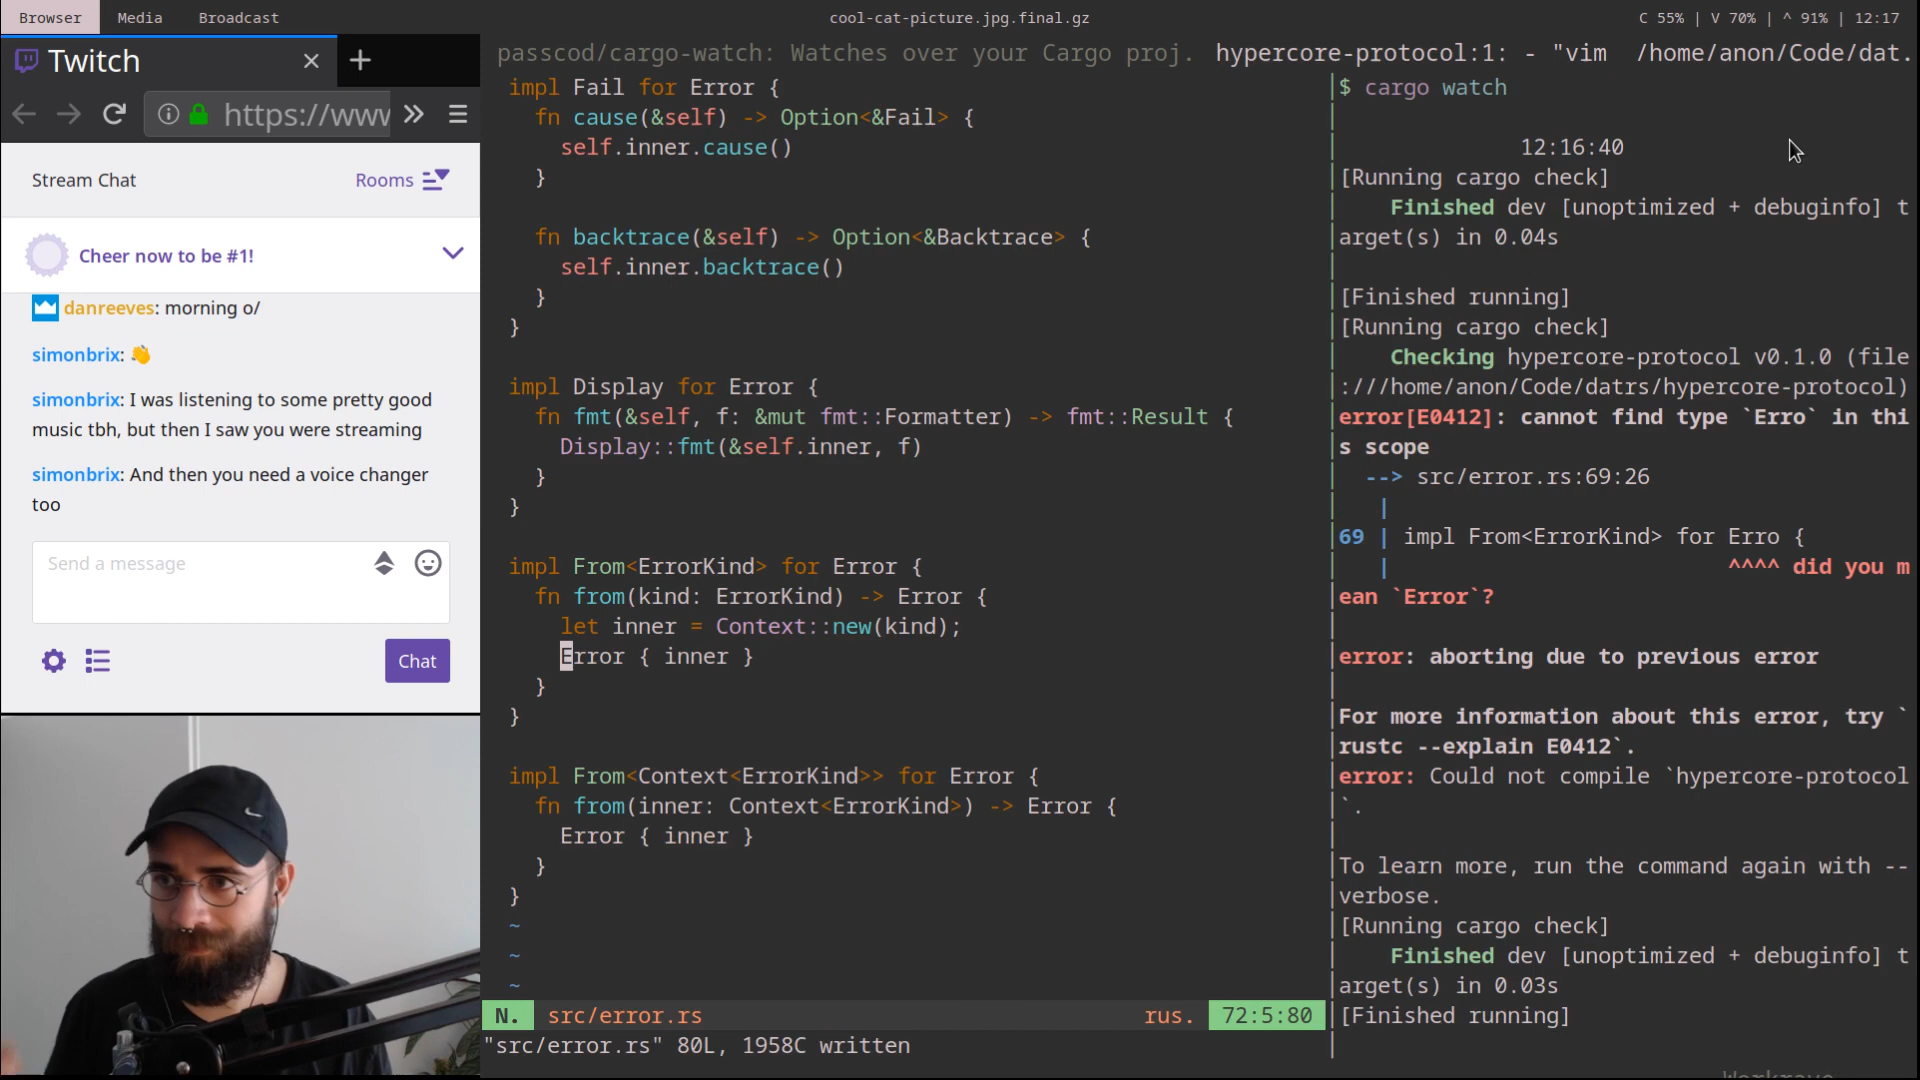 Browser Media Broadcast
cool-cat-picture.jpg.final.gz
C 55% | V 70% | ^ 91% | 12:17
Twitch
https://www
Stream Chat
Rooms
Cheer now to be #1!
danreeves: morning o/
simonbrix: 👋
simonbrix: I was listening to some pretty good
music tbh, but then I saw you were streaming
simonbrix: And then you need a voice changer
too
Send a message
Chat
passcod/cargo-watch: Watches over your Cargo proj. hypercore-protocol:1: - "vim /home/anon/Code/dat.
impl Fail for Error {
fn cause(&self) -> Option<&Fail> {
self.inner.cause()
}
fn backtrace(&self) -> Option<&Backtrace> {
self.inner.backtrace()
}
}
impl Display for Error {
fn fmt(&self, f: &mut fmt::Formatter) -> fmt::Result {
Display::fmt(&self.inner, f)
}
}
impl From<ErrorKind> for Error {
fn from(kind: ErrorKind) -> Error {
let inner = Context::new(kind);
Error { inner }
}
}
impl From<Context<ErrorKind>> for Error {
fn from(inner: Context<ErrorKind>) -> Error {
Error { inner }
}
}
~
~
~
N. src/error.rs rus. 72:5:80
"src/error.rs" 80L, 1958C written
$ cargo watch
12:16:40
[Running cargo check]
Finished dev [unoptimized + debuginfo] t
arget(s) in 0.04s
[Finished running]
[Running cargo check]
Checking hypercore-protocol v0.1.0 (file
:///home/anon/Code/datrs/hypercore-protocol)
error[E0412]: cannot find type `Erro` in thi
s scope
--> src/error.rs:69:26
|
69 | impl From<ErrorKind> for Erro {
| ^^^^ did you m
ean `Error`?
error: aborting due to previous error
For more information about this error, try `
rustc --explain E0412`.
error: Could not compile `hypercore-protocol
`.
To learn more, run the command again with --
verbose.
[Running cargo check]
Finished dev [unoptimized + debuginfo] t
arget(s) in 0.03s
[Finished running]